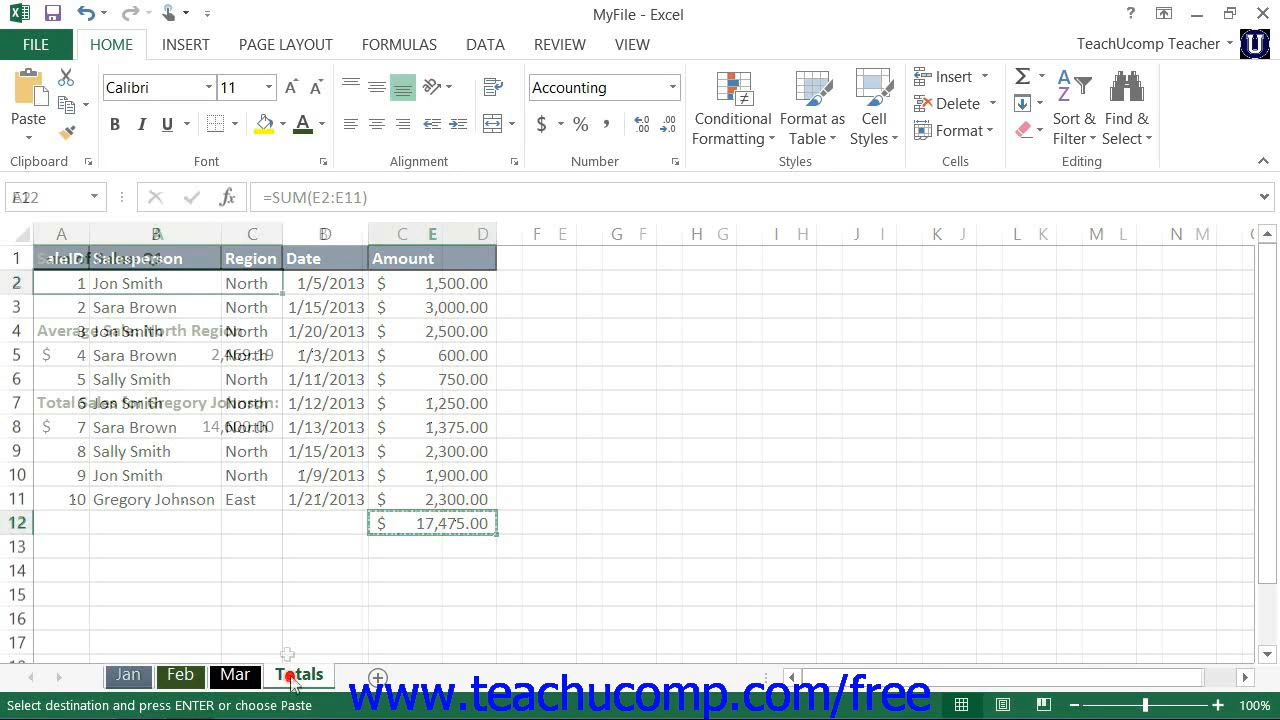 MyFile - Excel
?
FILE HOME INSERT PAGE LAYOUT FORMULAS DATA REVIEW VIEW TeachUcomp Teacher U
Calibri 11 A A Accounting Insert Σ
Paste B I U A $ % , Conditional Formatting Format as Table Cell Styles Delete Format Sort & Filter Find & Select
Clipboard Font Alignment Number Styles Cells Editing
fx =SUM(E2:E11)
1 Salesperson Region Date Amount
2 1 Jon Smith North 1/5/2013 $ 1,500.00
3 2 Sara Brown North 1/15/2013 $ 3,000.00
4 3 Jon Smith North 1/20/2013 $ 2,500.00
Average Sale North Region
5 4 Sara Brown North 1/3/2013 $ 600.00
6 5 Sally Smith North 1/11/2013 $ 750.00
7 6 Jon Smith North 1/12/2013 $ 1,250.00
Total Sales for Gregory Johnson:
8 7 Sara Brown North 1/13/2013 $ 1,375.00
9 8 Sally Smith North 1/15/2013 $ 2,300.00
10 9 Jon Smith North 1/9/2013 $ 1,900.00
11 10 Gregory Johnson East 1/21/2013 $ 2,300.00
12 $ 17,475.00
13
14
15
16
17
Jan Feb Mar Totals
Select destination and press ENTER or choose Paste 100%
www.teachucomp.com/free